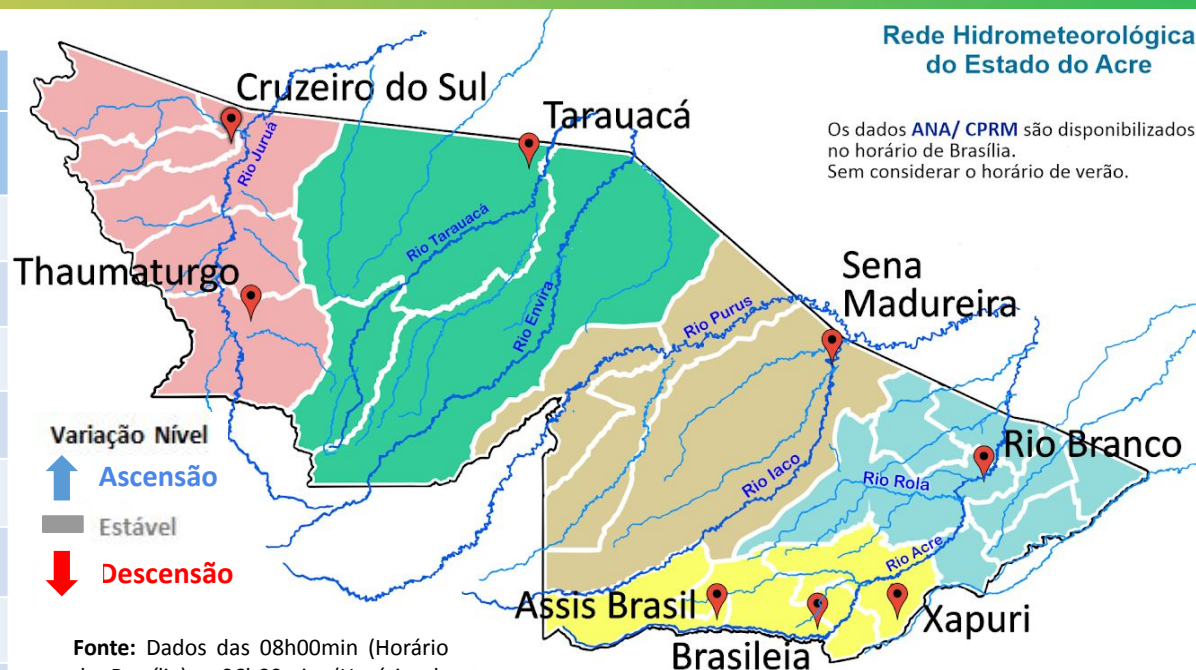 Rede Hidrometeorológica
do Estado do Acre
Os dados ANA/ CPRM são disponibilizados
no horário de Brasília.
Sem considerar o horário de verão.
Cruzeiro do Sul
Tarauacá
Rio Juruá
Rio Tarauacá
Thaumaturgo
Rio Envira
Sena
Madureira
Rio Purus
Variação Nível
Ascensão
Estável
Descensão
Rio Branco
Rio Iaco
Rio Rola
Rio Acre
Assis Brasil
Xapuri
Brasileia
Fonte: Dados das 08h00min (Horário